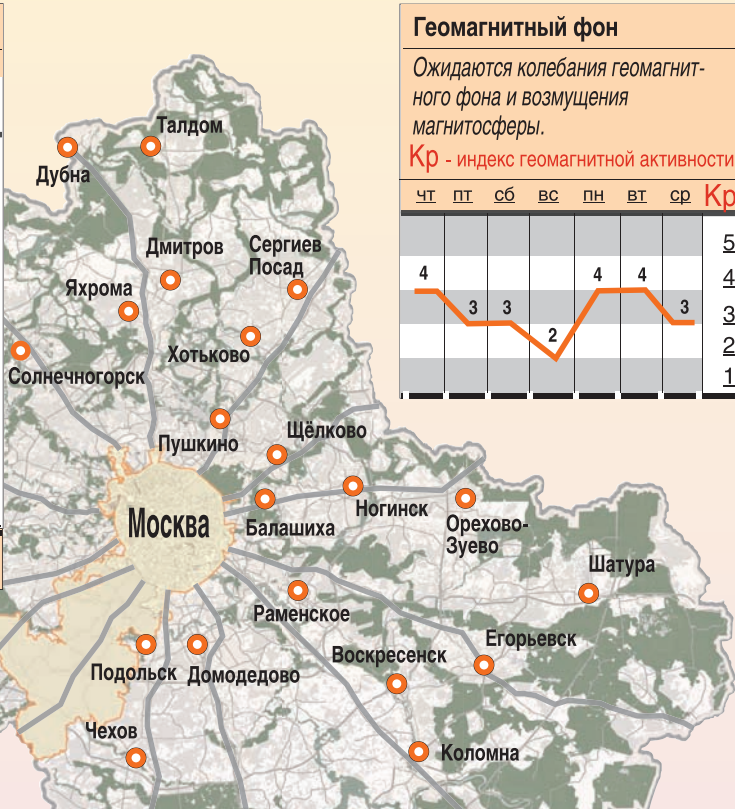 Геомагнитный фон
Ожидаются колебания геомагнит-
ного фона и возмущения
магнитосферы.
Кр - индекс геомагнитной активности
чт пт сб вс пн вт ср Кр
5
4
3
2
1
4 3 3 2 4 4 3
Талдом
Дубна
Дмитров
Сергиев
Посад
Яхрома
Хотьково
Солнечногорск
Пушкино
Щёлково
Москва
Балашиха
Ногинск
Орехово-
Зуево
Шатура
Раменское
Воскресенск
Егорьевск
Подольск
Домодедово
Чехов
Коломна